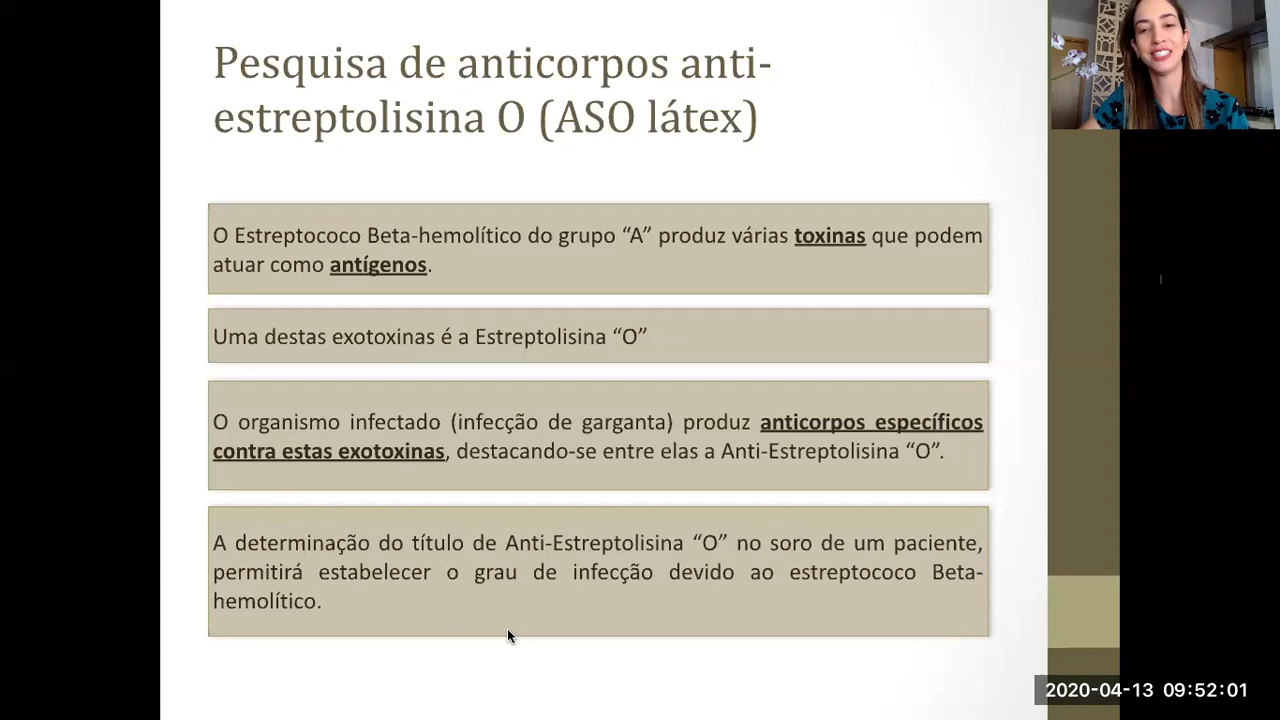 Pesquisa de anticorpos anti-
estreptolisina O (ASO látex)
O Estreptococo Beta-hemolítico do grupo “A” produz várias toxinas que podem
atuar como antígenos.
Uma destas exotoxinas é a Estreptolisina “O”
O organismo infectado (infecção de garganta) produz anticorpos específicos
contra estas exotoxinas, destacando-se entre elas a Anti-Estreptolisina “O”.
A determinação do título de Anti-Estreptolisina “O” no soro de um paciente,
permitirá estabelecer o grau de infecção devido ao estreptococo Beta-
hemolítico.
2020-04-13 09:52:01